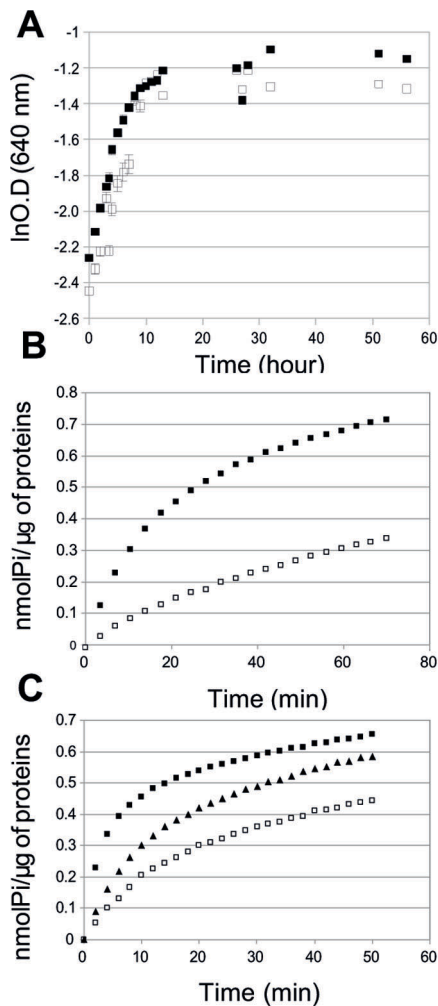 A
lnO.D (640 nm)
-1
-1.2
-1.4
-1.6
-1.8
-2.0
-2.2
-2.4
-2.6
0 10 20 30 40 50 60
Time (hour)
B
nmolPi/µg of proteins
0.8
0.7
0.6
0.5
0.4
0.3
0.2
0.1
0
0 20 40 60 80
Time (min)
C
nmolPi/µg of proteins
0.7
0.6
0.5
0.4
0.3
0.2
0.1
0
0 10 20 30 40 50 60
Time (min)